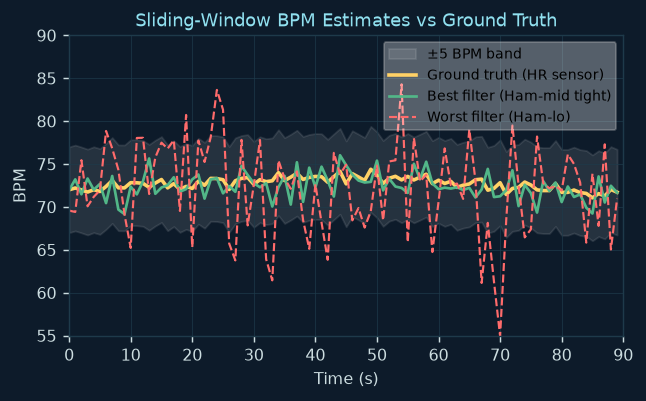 Sliding-Window BPM Estimates vs Ground Truth
90
85
80
75
70
65
60
55
BPM
±5 BPM band
Ground truth (HR sensor)
Best filter (Ham-mid tight)
Worst filter (Ham-lo)
0 10 20 30 40 50 60 70 80 90
Time (s)